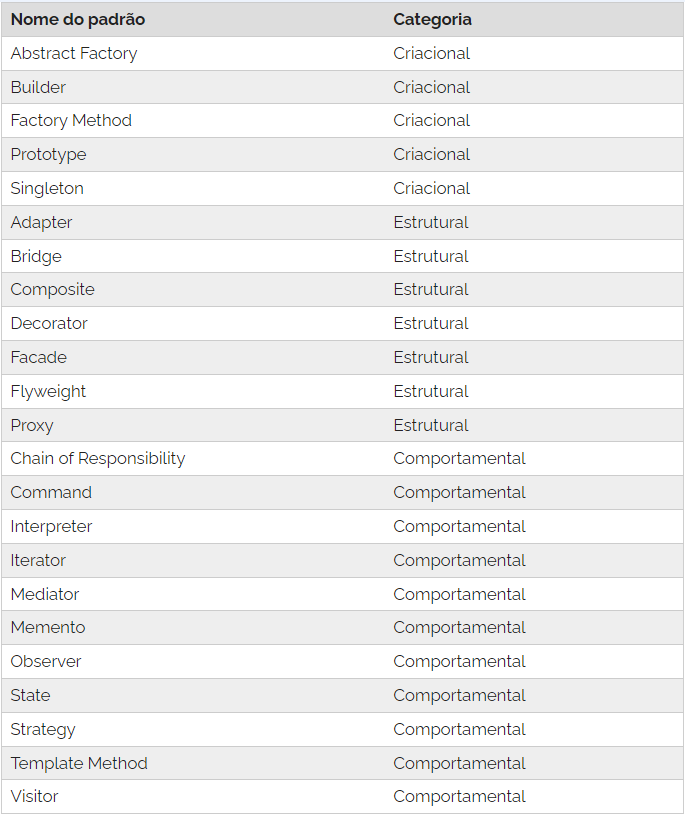 Nome do padrão Categoria
Abstract Factory Criacional
Builder Criacional
Factory Method Criacional
Prototype Criacional
Singleton Criacional
Adapter Estrutural
Bridge Estrutural
Composite Estrutural
Decorator Estrutural
Facade Estrutural
Flyweight Estrutural
Proxy Estrutural
Chain of Responsibility Comportamental
Command Comportamental
Interpreter Comportamental
Iterator Comportamental
Mediator Comportamental
Memento Comportamental
Observer Comportamental
State Comportamental
Strategy Comportamental
Template Method Comportamental
Visitor Comportamental